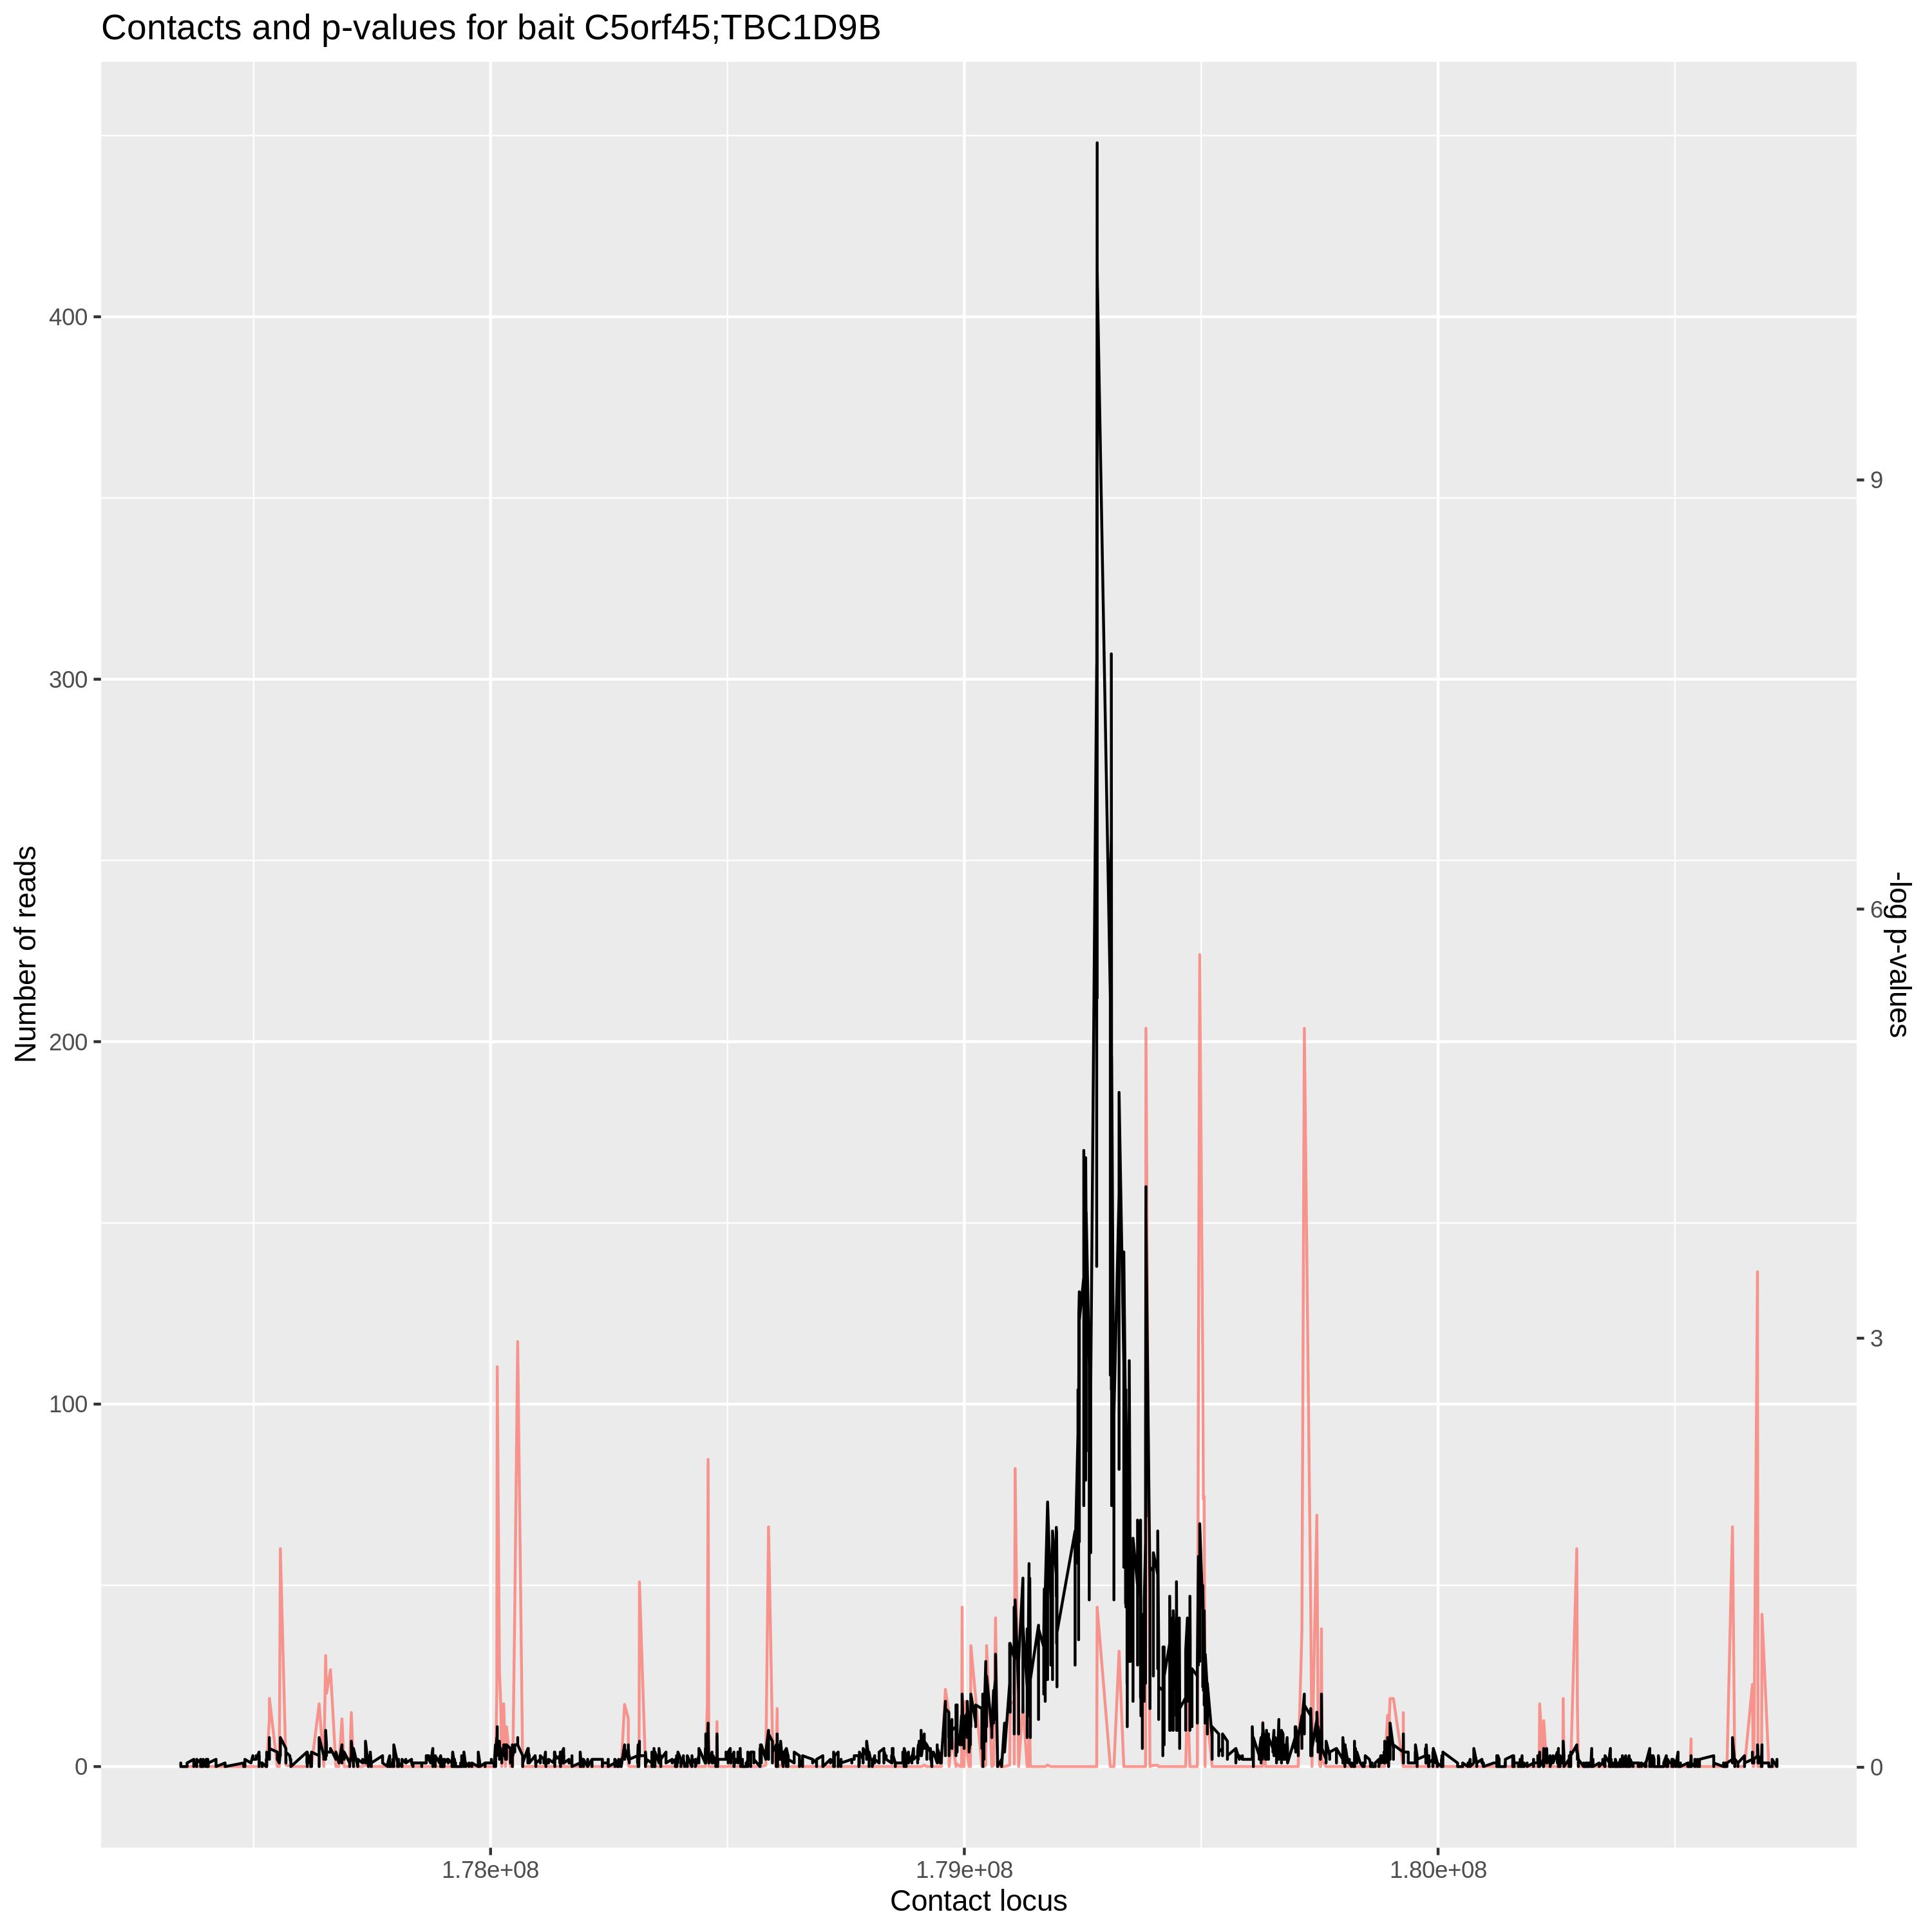 Contacts and p-values for bait C5orf45;TBC1D9B
Number of reads
400
300
200
100
0
9
6
3
0
-log p-values
1.78e+08
1.79e+08
1.80e+08
Contact locus